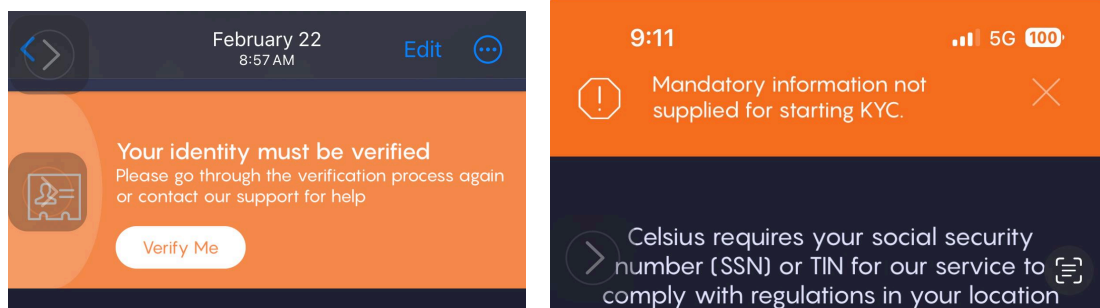 February 22
8:57 AM
Edit
Your identity must be verified
Please go through the verification process again
or contact our support for help
Verify Me
9:11
5G 100
Mandatory information not
supplied for starting KYC.
Celsius requires your social security
number (SSN) or TIN for our service to
comply with regulations in your location